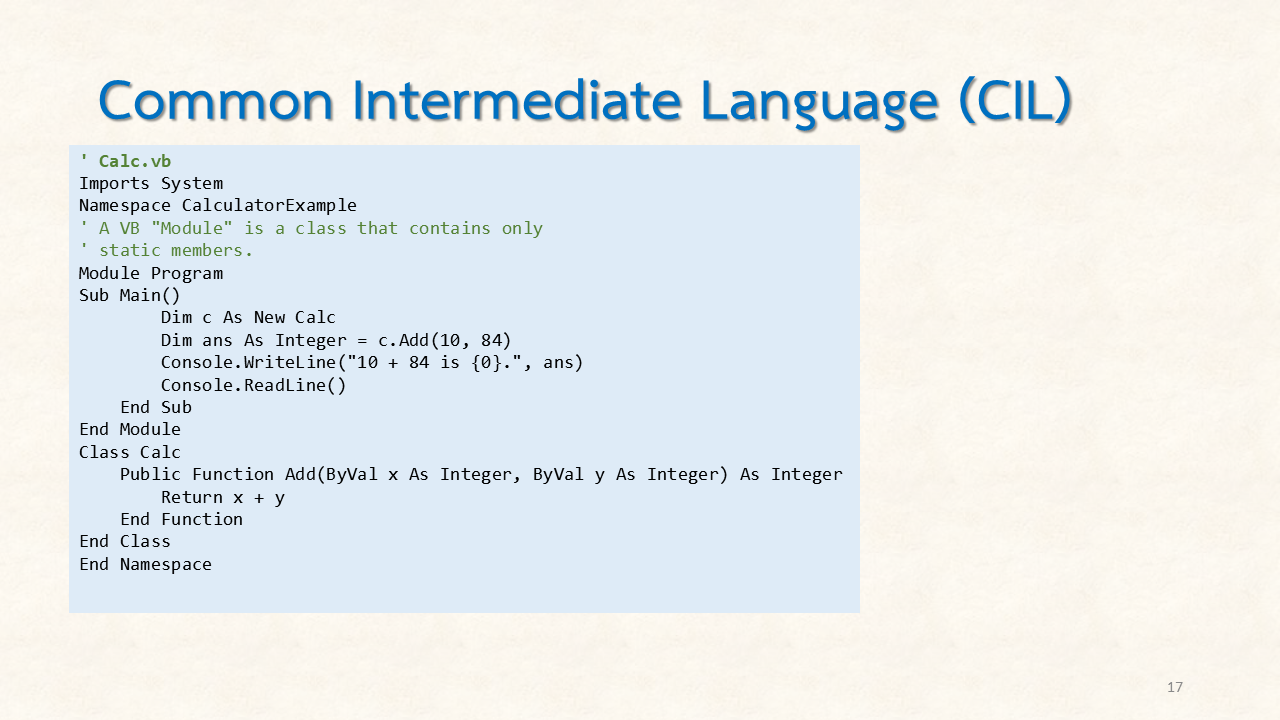 Common Intermediate Language (CIL)
' Calc.vb
Imports System
Namespace CalculatorExample
' A VB "Module" is a class that contains only
' static members.
Module Program
Sub Main()
        Dim c As New Calc
        Dim ans As Integer = c.Add(10, 84)
        Console.WriteLine("10 + 84 is {0}.", ans)
        Console.ReadLine()
    End Sub
End Module
Class Calc
    Public Function Add(ByVal x As Integer, ByVal y As Integer) As Integer
        Return x + y
    End Function
End Class
End Namespace
17